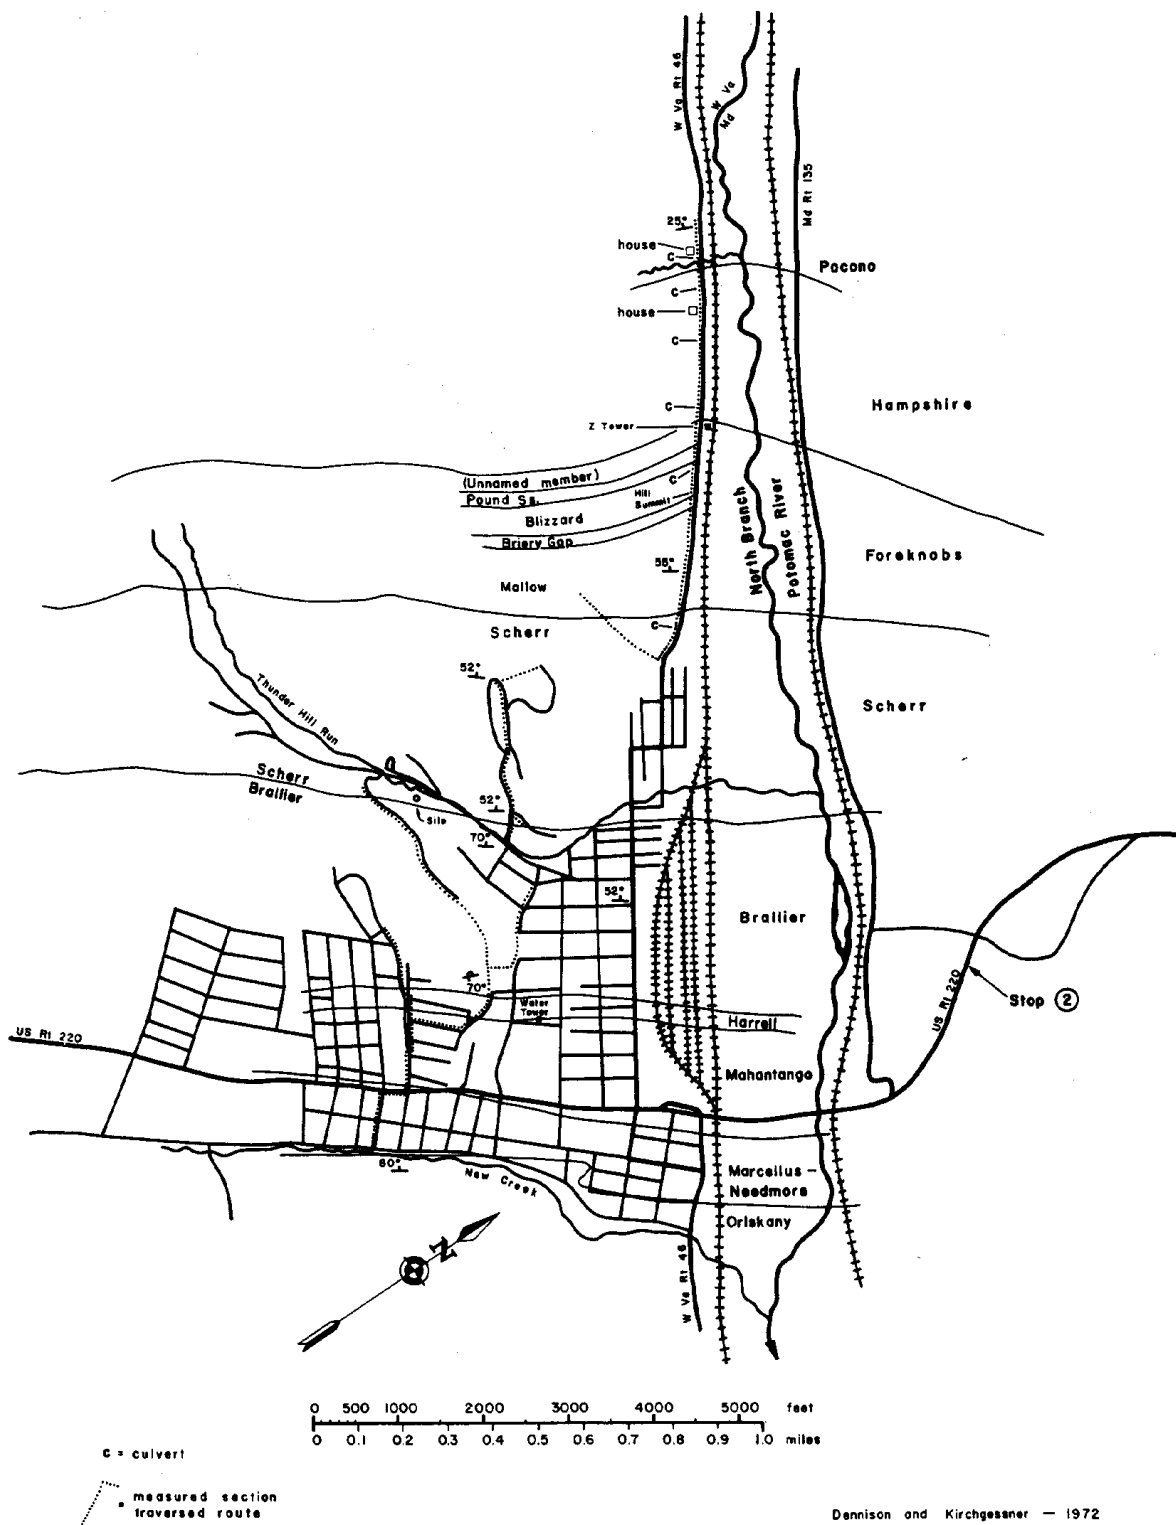 W Va Rt 46
W Va
Md
Md Rt 135
25°
house
C
Pocono
C
house
C
Hampshire
C
Z Tower
(Unnamed member)
Pound Ss.
C
Hill
Summit
Blizzard
Briery Gap
North Branch
Potomac River
Foreknobs
55°
Mallow
C
Scherr
52°
Thunder Hill Run
Scherr
Scherr
Brallier
Silo
52°
70°
52°
Brallier
70°
Water
Tower
US Rt 220
Stop 2
Harrell
US Rt 220
Mahantango
60°
New Creek
Marcellus –
Needmore
Oriskany
N
W Va Rt 46
0 500 1000 2000 3000 4000 5000 feet
0 0.1 0.2 0.3 0.4 0.5 0.6 0.7 0.8 0.9 1.0 miles
C = culvert
measured section
traversed route
Dennison and Kirchgessner — 1972